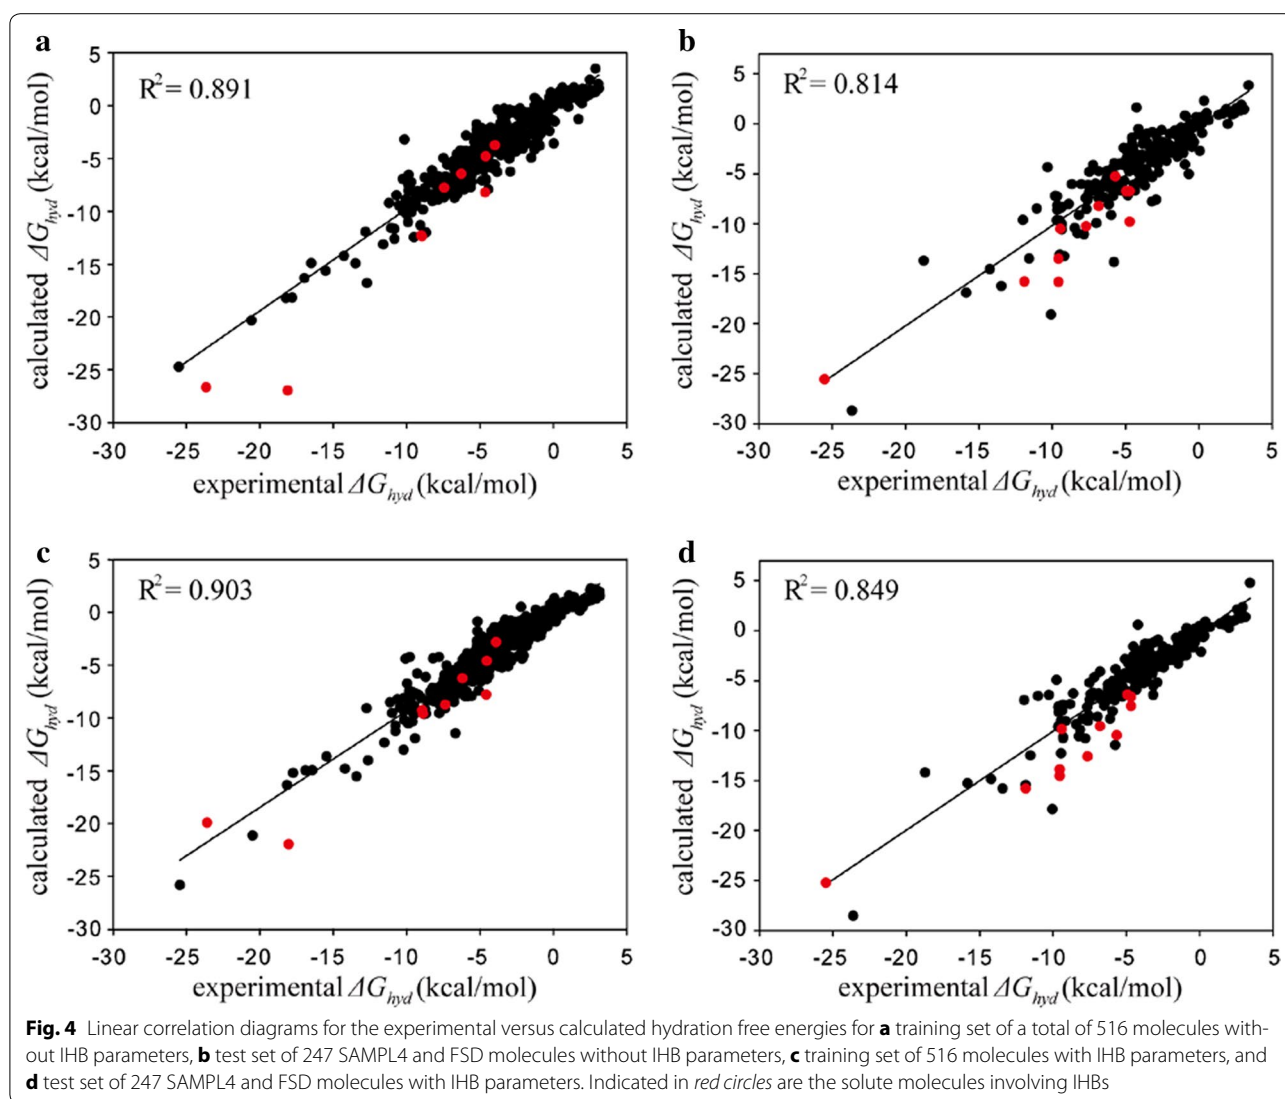 a
R² = 0.891
calculated ΔG_hyd (kcal/mol)
5
0
-5
-10
-15
-20
-25
-30
-30 -25 -20 -15 -10 -5 0 5
experimental ΔG_hyd (kcal/mol)
b
R² = 0.814
calculated ΔG_hyd (kcal/mol)
5
0
-5
-10
-15
-20
-25
-30
-30 -25 -20 -15 -10 -5 0 5
experimental ΔG_hyd (kcal/mol)
c
R² = 0.903
calculated ΔG_hyd (kcal/mol)
5
0
-5
-10
-15
-20
-25
-30
-30 -25 -20 -15 -10 -5 0 5
experimental ΔG_hyd (kcal/mol)
d
R² = 0.849
calculated ΔG_hyd (kcal/mol)
5
0
-5
-10
-15
-20
-25
-30
-30 -25 -20 -15 -10 -5 0 5
experimental ΔG_hyd (kcal/mol)
Fig. 4 Linear correlation diagrams for the experimental versus calculated hydration free energies for a training set of a total of 516 molecules with-
out IHB parameters, b test set of 247 SAMPL4 and FSD molecules without IHB parameters, c training set of 516 molecules with IHB parameters, and
d test set of 247 SAMPL4 and FSD molecules with IHB parameters. Indicated in red circles are the solute molecules involving IHBs